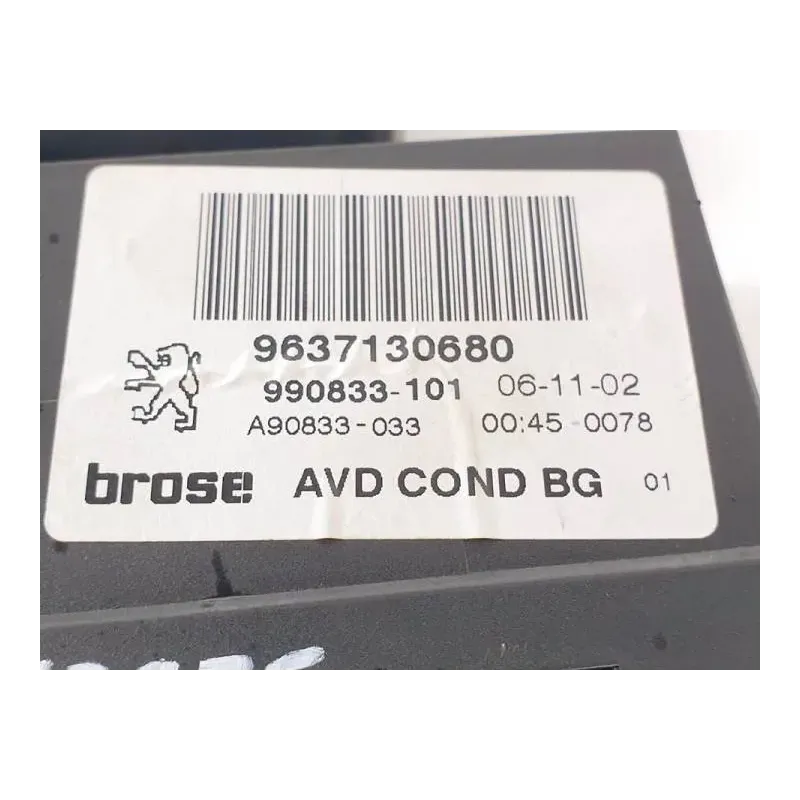 9637130680
990833-101 06-11-02
A90833-033 00:45-0078
brose AVD COND BG 01